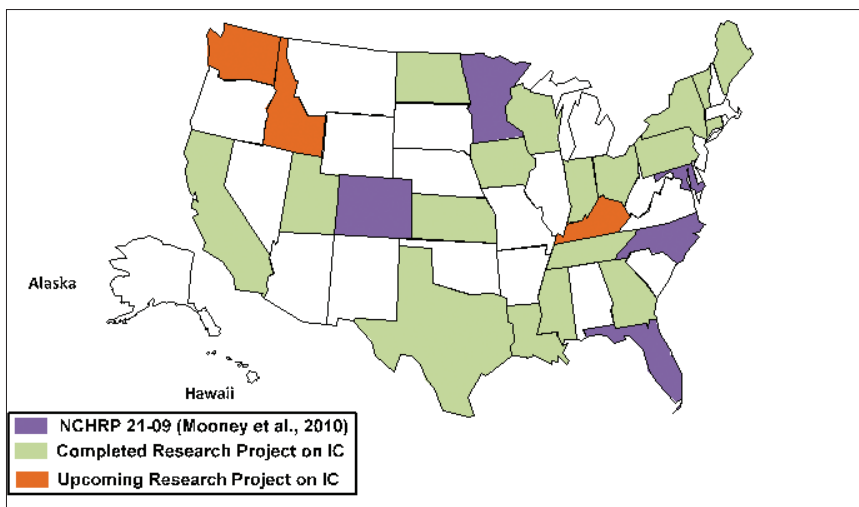 Alaska
Hawaii
NCHRP 21-09 (Mooney et al., 2010)
Completed Research Project on IC
Upcoming Research Project on IC